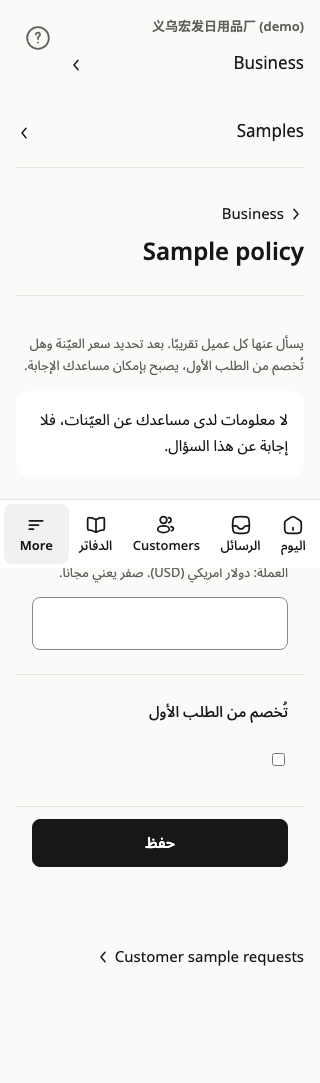 义乌宏发日用品厂 (demo)
Business
Samples
Business
Sample policy
يسأل عنها كل عميل تقريبًا. بعد تحديد سعر العيّنة وهل
تُخصم من الطلب الأول، يصبح بإمكان مساعدك الإجابة.
لا معلومات لدى مساعدك عن العيّنات، فلا
إجابة عن هذا السؤال.
اليوم
الرسائل
Customers
الدفاتر
More
العملة: دولار أمريكي (USD). صفر يعني مجانًا.
تُخصم من الطلب الأول
حفظ
Customer sample requests